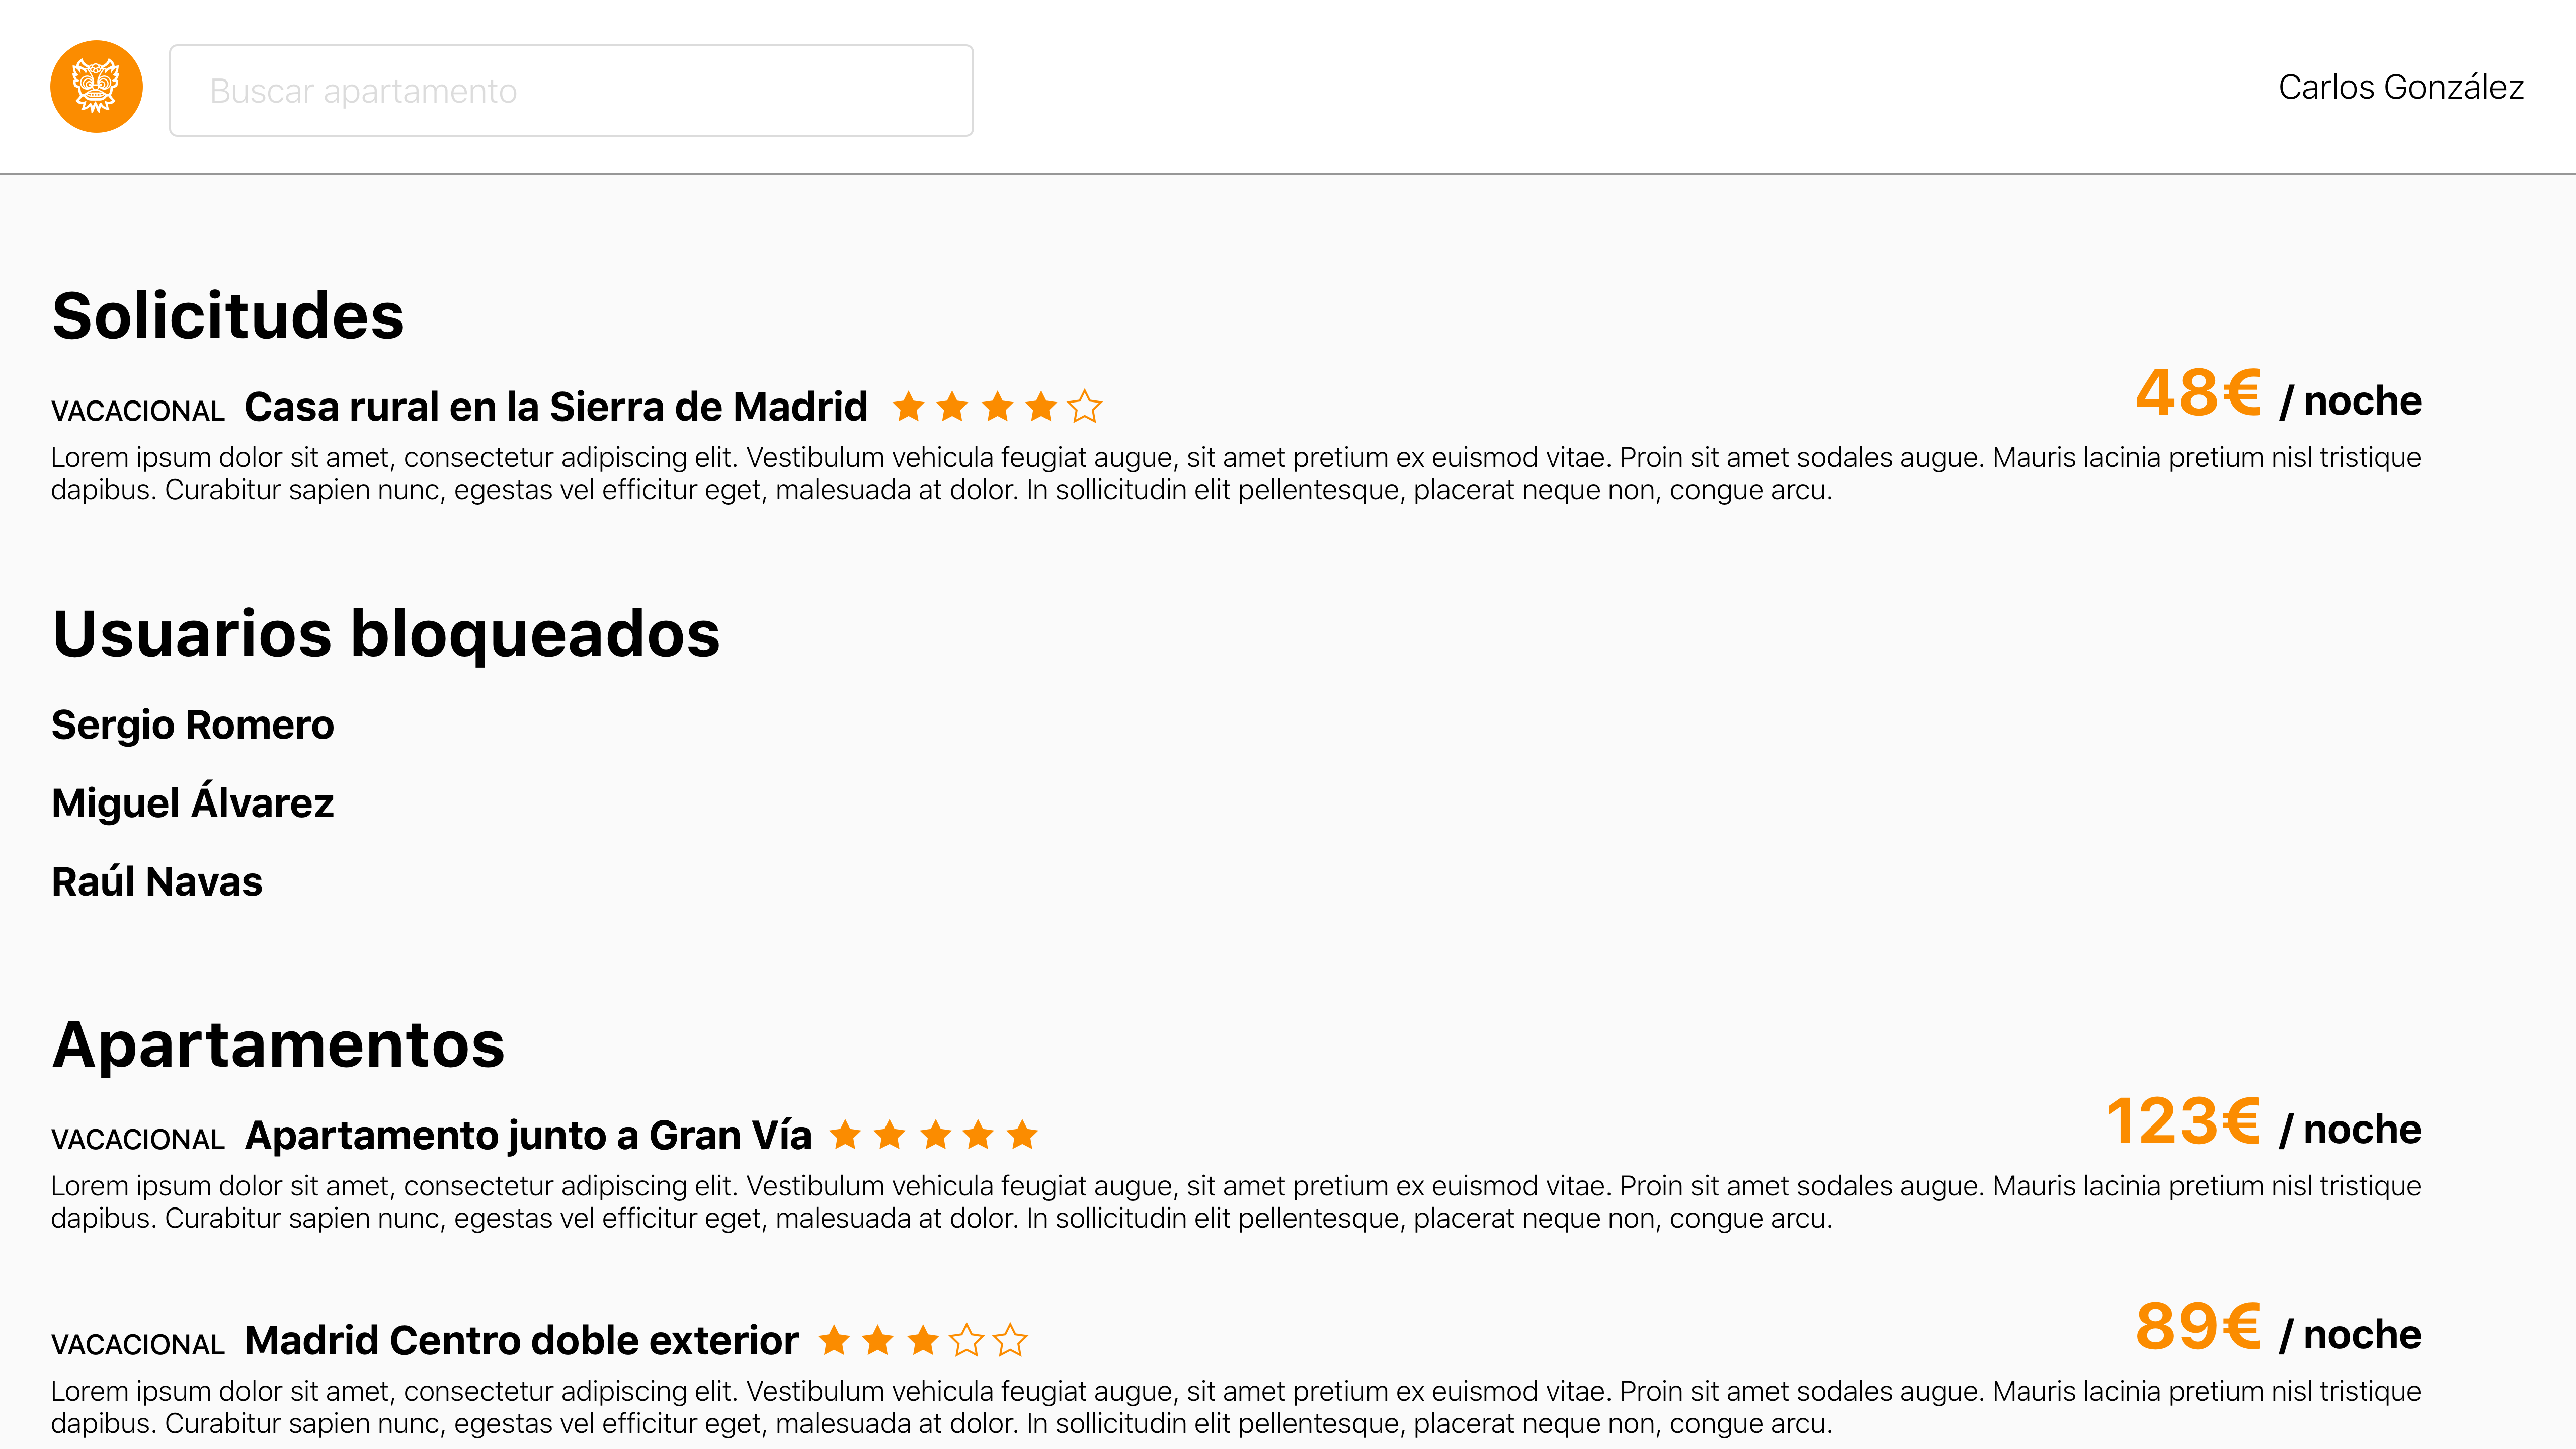 Buscar apartamento
Carlos González
Solicitudes
VACACIONAL Casa rural en la Sierra de Madrid 48€ / noche
Lorem ipsum dolor sit amet, consectetur adipiscing elit. Vestibulum vehicula feugiat augue, sit amet pretium ex euismod vitae. Proin sit amet sodales augue. Mauris lacinia pretium nisl tristique
dapibus. Curabitur sapien nunc, egestas vel efficitur eget, malesuada at dolor. In sollicitudin elit pellentesque, placerat neque non, congue arcu.
Usuarios bloqueados
Sergio Romero
Miguel Álvarez
Raúl Navas
Apartamentos
VACACIONAL Apartamento junto a Gran Vía 123€ / noche
Lorem ipsum dolor sit amet, consectetur adipiscing elit. Vestibulum vehicula feugiat augue, sit amet pretium ex euismod vitae. Proin sit amet sodales augue. Mauris lacinia pretium nisl tristique
dapibus. Curabitur sapien nunc, egestas vel efficitur eget, malesuada at dolor. In sollicitudin elit pellentesque, placerat neque non, congue arcu.
VACACIONAL Madrid Centro doble exterior 89€ / noche
Lorem ipsum dolor sit amet, consectetur adipiscing elit. Vestibulum vehicula feugiat augue, sit amet pretium ex euismod vitae. Proin sit amet sodales augue. Mauris lacinia pretium nisl tristique
dapibus. Curabitur sapien nunc, egestas vel efficitur eget, malesuada at dolor. In sollicitudin elit pellentesque, placerat neque non, congue arcu.